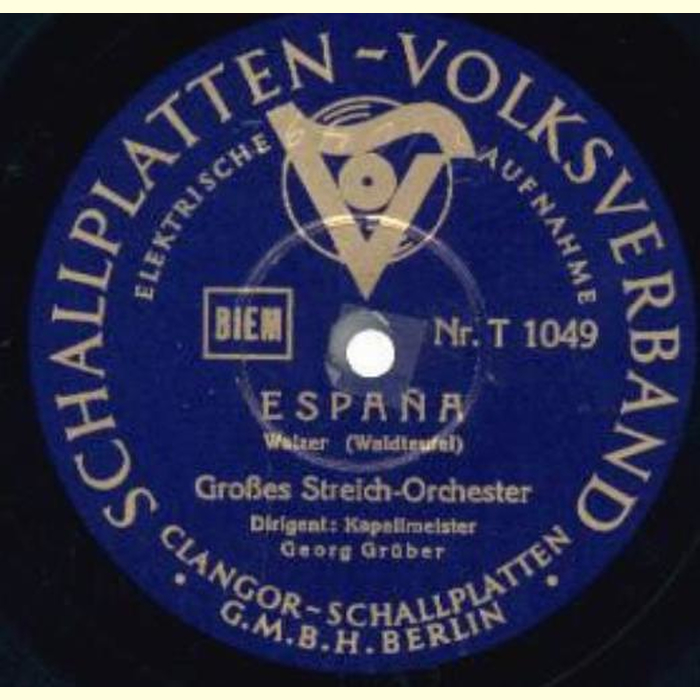 SCHALLPLATTEN-VOLKSVERBAND
ELEKTRISCHE AUFNAHME
BIEM
Nr. T 1049
ESPAÑA
Walzer (Waldteufel)
Großes Streich-Orchester
Dirigent: Kapellmeister
Georg Grüber
CLANGOR-SCHALLPLATTEN
G.M.B.H. BERLIN